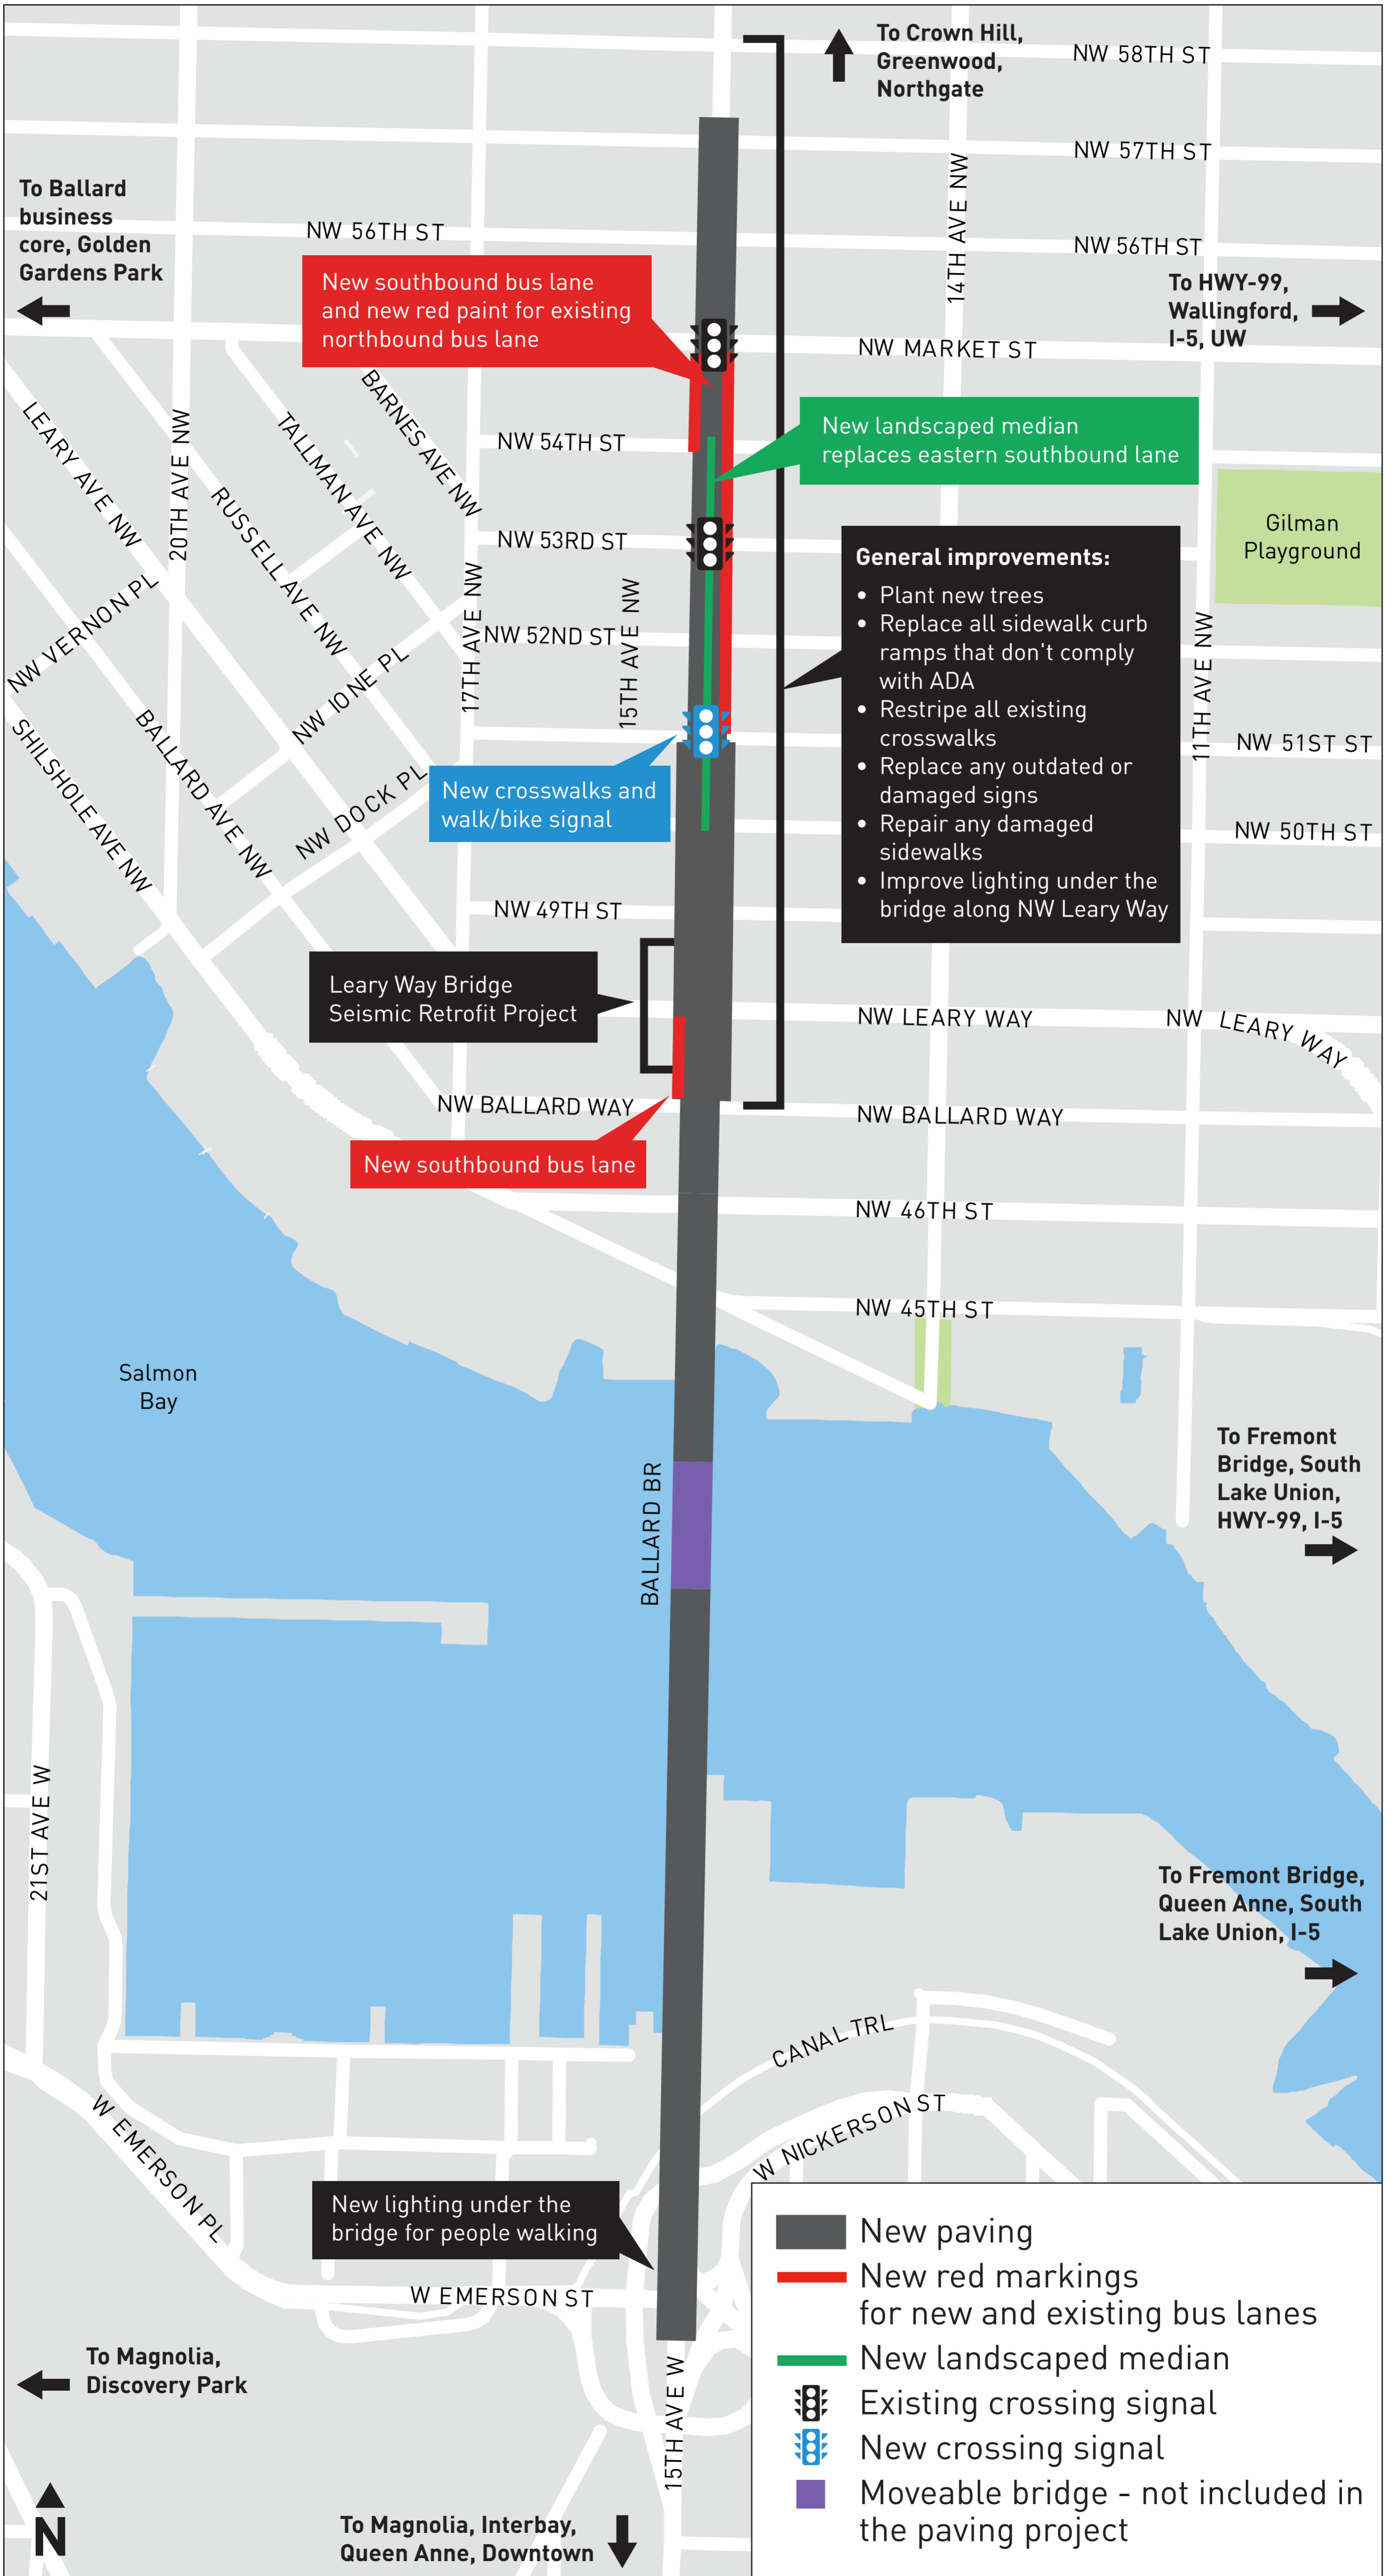 To Crown Hill,
Greenwood,
Northgate
NW 58TH ST
NW 57TH ST
14TH AVE NW
To Ballard
business
core, Golden
Gardens Park
NW 56TH ST
NW 56TH ST
New southbound bus lane
and new red paint for existing
northbound bus lane
To HWY-99,
Wallingford,
I-5, UW
NW MARKET ST
LEARY AVE NW
20TH AVE NW
RUSSELL AVE NW
TALLMAN AVE NW
BARNES AVE NW
NW 54TH ST
New landscaped median
replaces eastern southbound lane
Gilman
Playground
NW 53RD ST
General improvements:
• Plant new trees
• Replace all sidewalk curb
ramps that don't comply
with ADA
• Restripe all existing
crosswalks
• Replace any outdated or
damaged signs
• Repair any damaged
sidewalks
• Improve lighting under the
bridge along NW Leary Way
NW VERNON PL
17TH AVE NW
NW 52ND ST
15TH AVE NW
11TH AVE NW
NW IONE PL
SHILSHOLE AVE NW
BALLARD AVE NW
NW DOCK PL
NW 51ST ST
New crosswalks and
walk/bike signal
NW 50TH ST
NW 49TH ST
Leary Way Bridge
Seismic Retrofit Project
NW LEARY WAY
NW LEARY WAY
NW BALLARD WAY
NW BALLARD WAY
New southbound bus lane
NW 46TH ST
NW 45TH ST
Salmon
Bay
To Fremont
Bridge, South
Lake Union,
HWY-99, I-5
BALLARD BR
21ST AVE W
To Fremont Bridge,
Queen Anne, South
Lake Union, I-5
CANAL TRL
W NICKERSON ST
W EMERSON PL
New lighting under the
bridge for people walking
W EMERSON ST
To Magnolia,
Discovery Park
15TH AVE W
N
To Magnolia, Interbay,
Queen Anne, Downtown
New paving
New red markings
for new and existing bus lanes
New landscaped median
Existing crossing signal
New crossing signal
Moveable bridge - not included in
the paving project